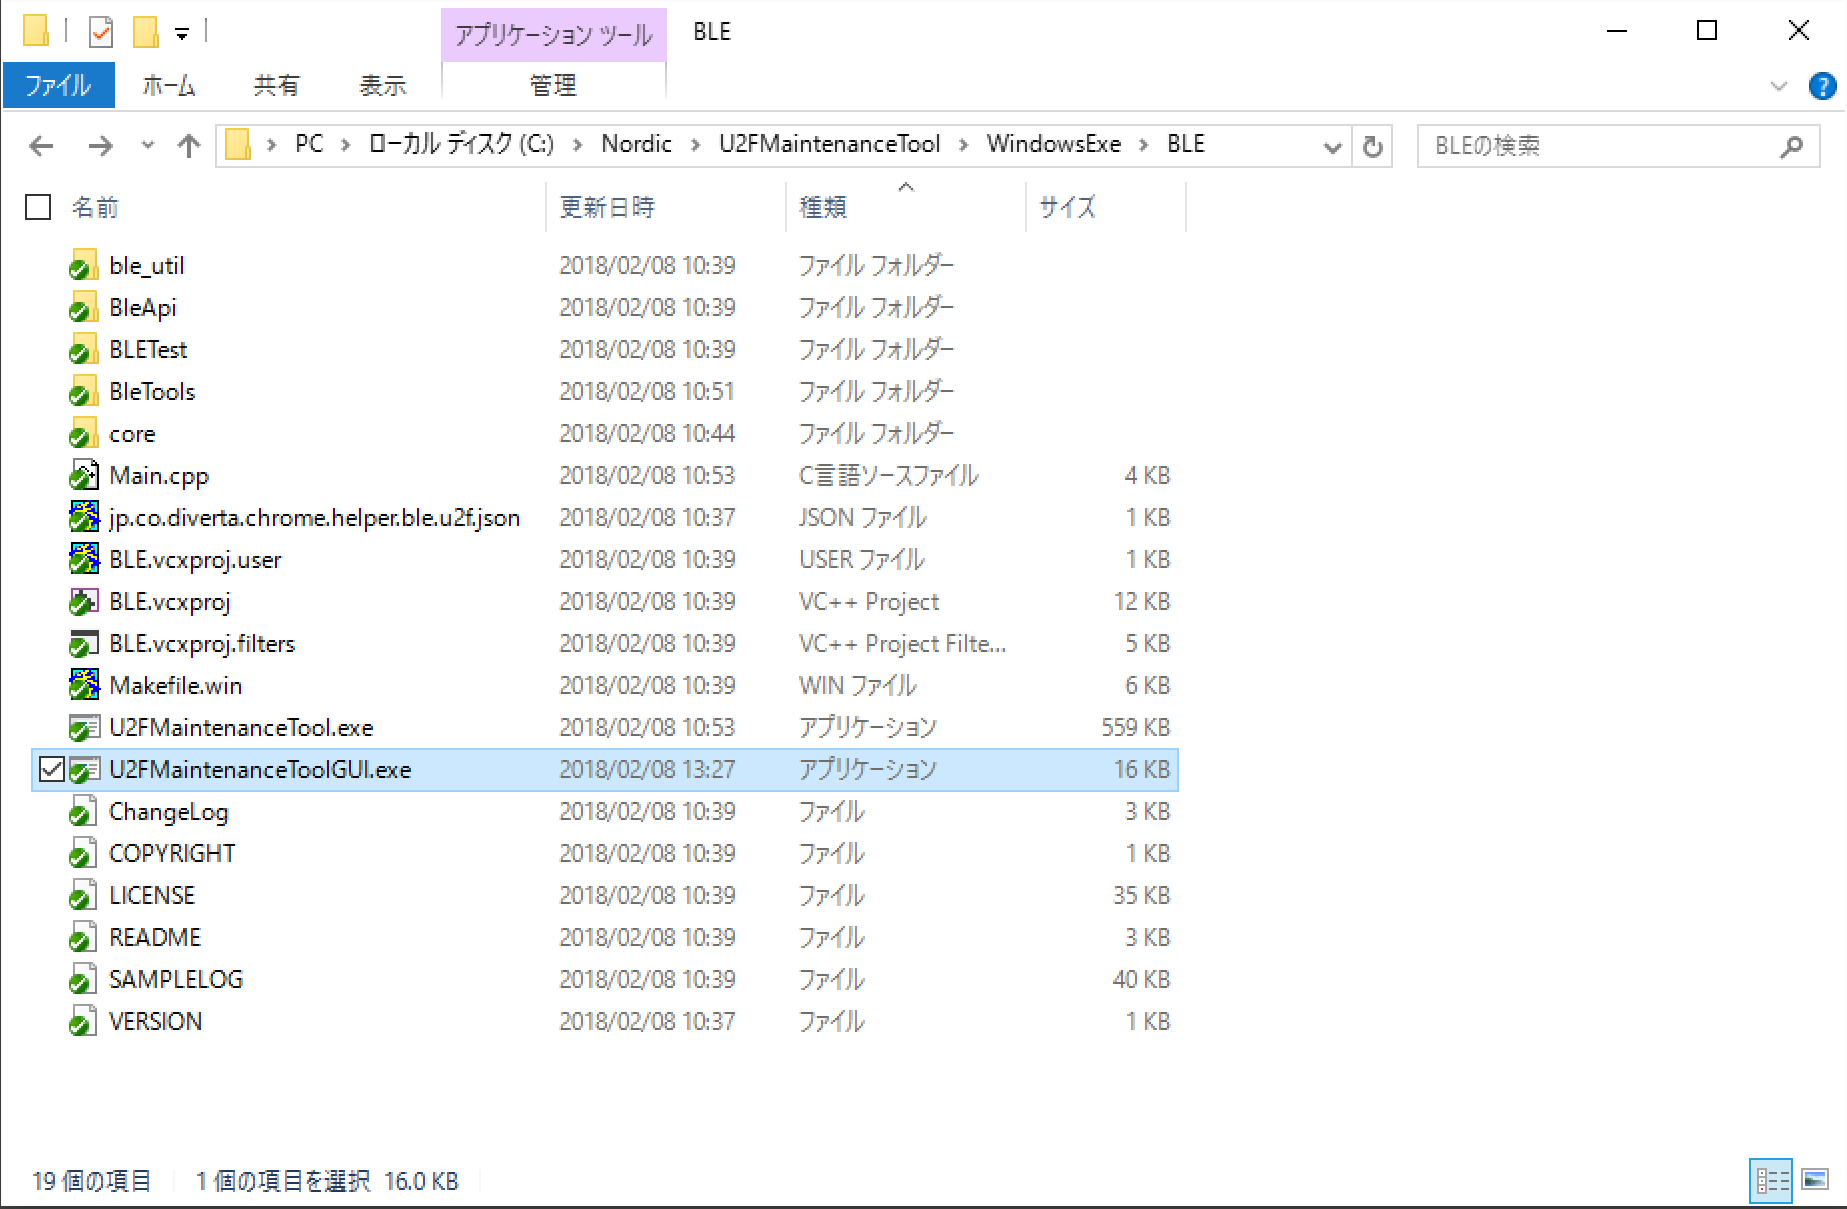 アプリケーション ツール BLE
ファイル ホーム 共有 表示 管理
PC ローカル ディスク (C:) Nordic U2FMaintenanceTool WindowsExe BLE BLEの検索
名前 更新日時 種類 サイズ
ble_util 2018/02/08 10:39 ファイル フォルダー
BleApi 2018/02/08 10:39 ファイル フォルダー
BLETest 2018/02/08 10:39 ファイル フォルダー
BleTools 2018/02/08 10:51 ファイル フォルダー
core 2018/02/08 10:44 ファイル フォルダー
Main.cpp 2018/02/08 10:53 C言語ソースファイル 4 KB
jp.co.diverta.chrome.helper.ble.u2f.json 2018/02/08 10:37 JSON ファイル 1 KB
BLE.vcxproj.user 2018/02/08 10:39 USER ファイル 1 KB
BLE.vcxproj 2018/02/08 10:39 VC++ Project 12 KB
BLE.vcxproj.filters 2018/02/08 10:39 VC++ Project Filte... 5 KB
Makefile.win 2018/02/08 10:39 WIN ファイル 6 KB
U2FMaintenanceTool.exe 2018/02/08 10:53 アプリケーション 559 KB
U2FMaintenanceToolGUI.exe 2018/02/08 13:27 アプリケーション 16 KB
ChangeLog 2018/02/08 10:39 ファイル 3 KB
COPYRIGHT 2018/02/08 10:39 ファイル 1 KB
LICENSE 2018/02/08 10:39 ファイル 35 KB
README 2018/02/08 10:39 ファイル 3 KB
SAMPLELOG 2018/02/08 10:39 ファイル 40 KB
VERSION 2018/02/08 10:37 ファイル 1 KB
19 個の項目 1 個の項目を選択 16.0 KB